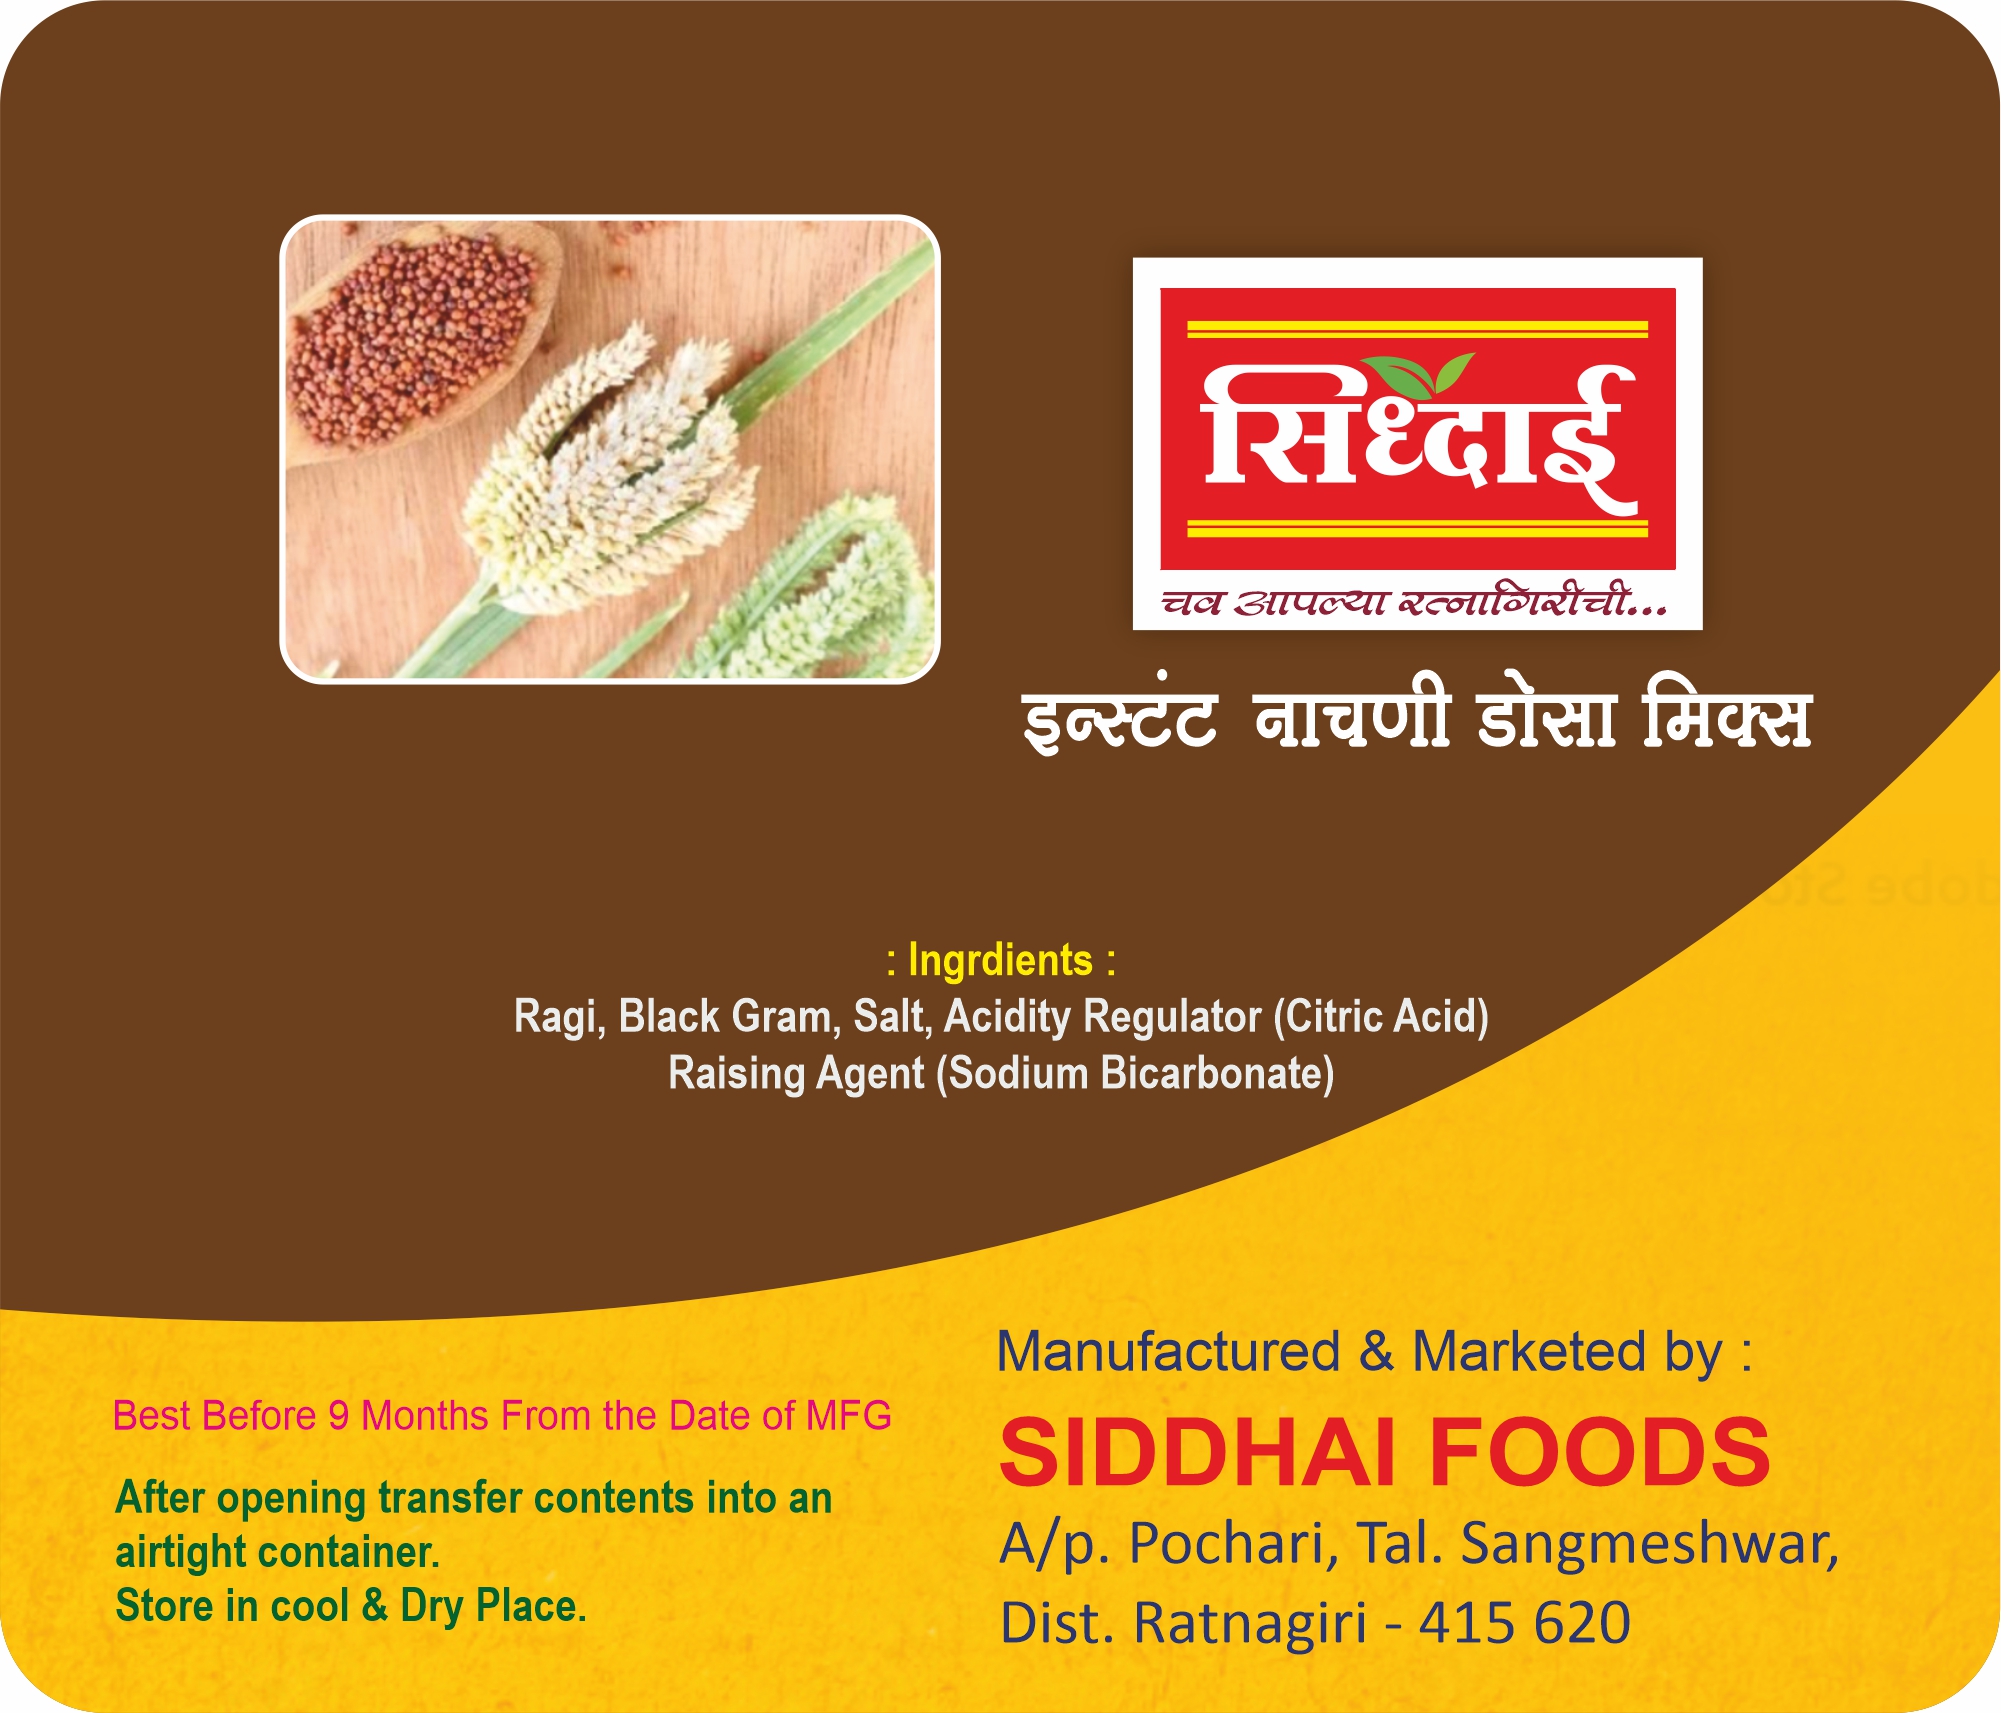 सिध्दाई
चव आपल्या रत्नागिरीची...
इन्स्टंट नाचणी डोसा मिक्स
: Ingrdients :
Ragi, Black Gram, Salt, Acidity Regulator (Citric Acid)
Raising Agent (Sodium Bicarbonate)
Best Before 9 Months From the Date of MFG
After opening transfer contents into an
airtight container.
Store in cool & Dry Place.
Manufactured & Marketed by :
SIDDHAI FOODS
A/p. Pochari, Tal. Sangmeshwar,
Dist. Ratnagiri - 415 620